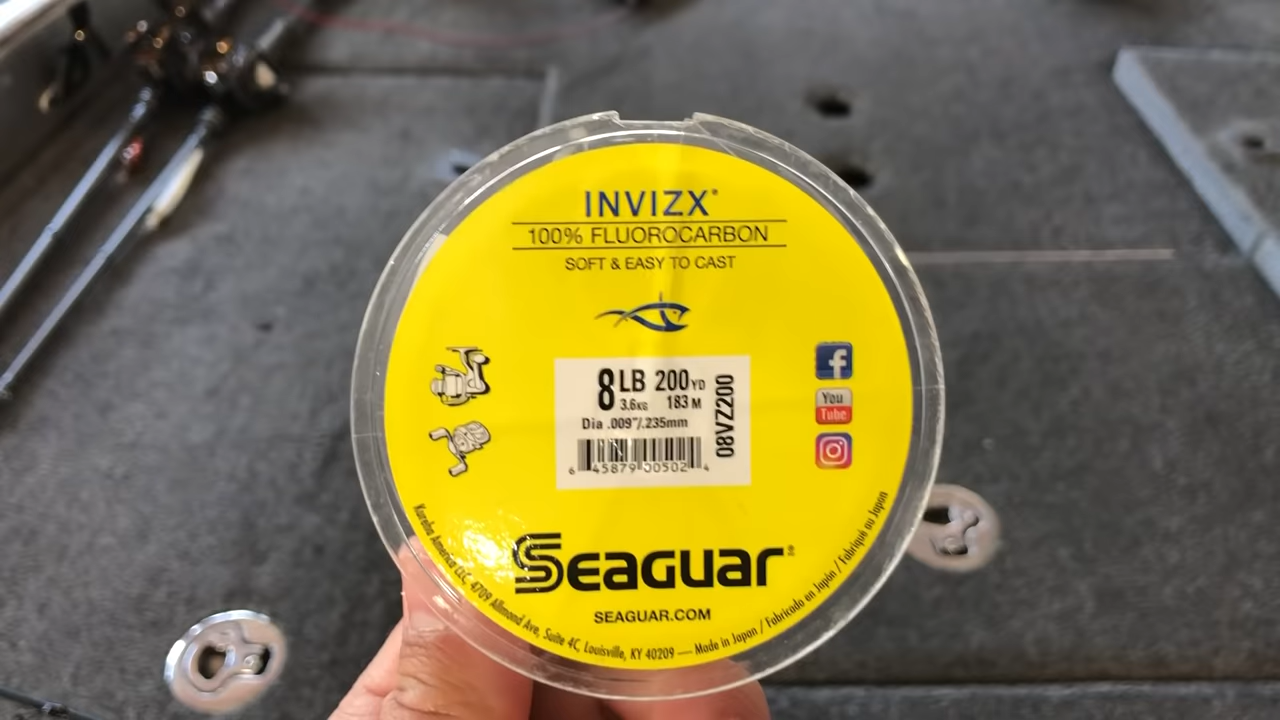 INVIZX®
100% FLUOROCARBON
SOFT & EASY TO CAST
8 LB 200 YD
3.6KG 183 M
Dia .009"/.235mm
08VZ200
6 45879 00502 4
f
You
Tube
SEAGUAR®
SEAGUAR.COM
Kureha America LLC, 4709 Allmond Ave, Suite 4C, Louisville, KY 40209 — Made in Japan / Fabricado en Japón / Fabriqué au Japon